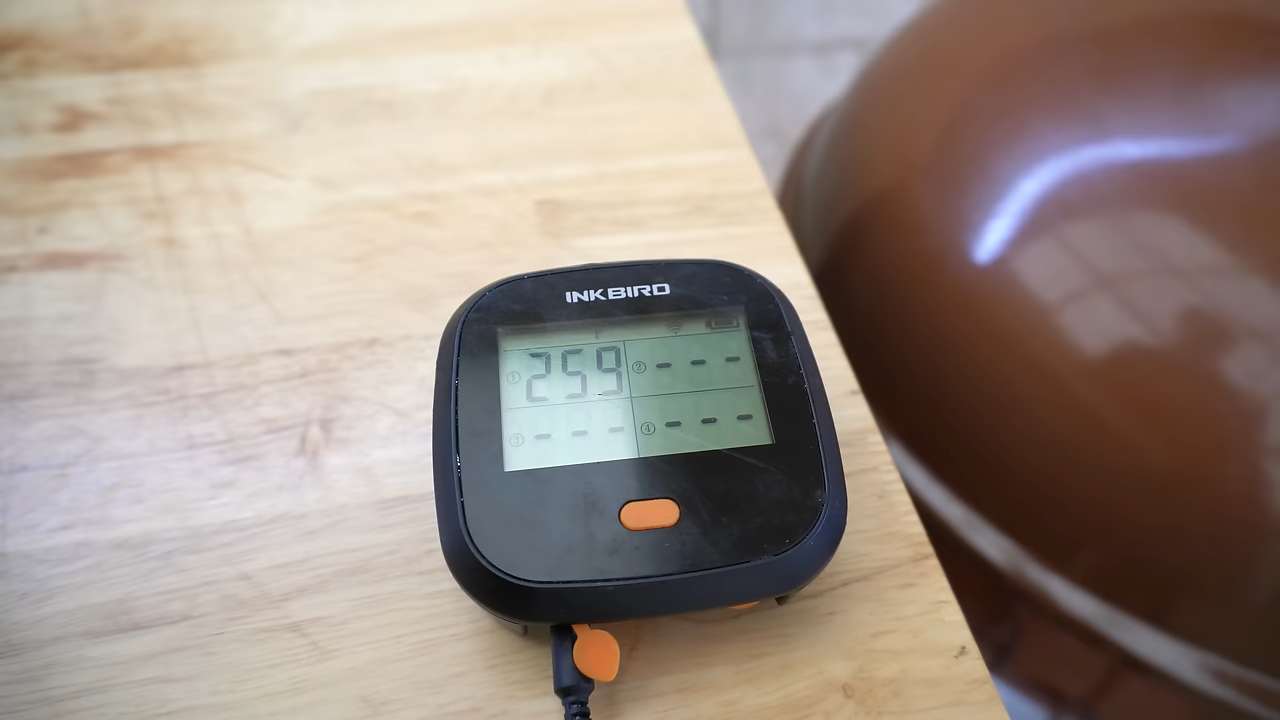 INKBIRD
① 259 ② - - -
③ - - - ④ - - -